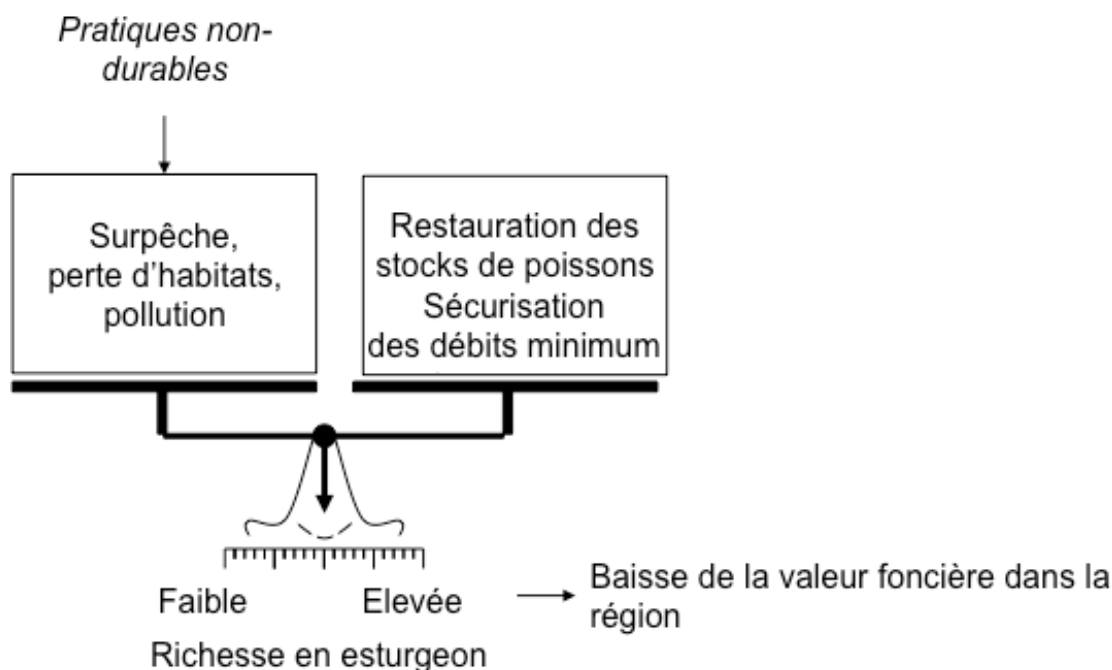 Pratiques non-
durables
Surpêche,
perte d'habitats,
pollution
Restauration des
stocks de poissons
Sécurisation
des débits minimum
Faible
Elevée
Richesse en esturgeon
Baisse de la valeur foncière dans la
région